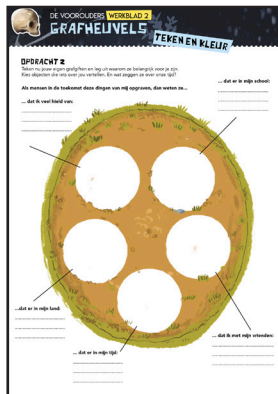 DE VOOROUDERS WERKBLAD 2
GRAFHEUVELS
TEKEN EN KLEUR
OPDRACHT 2
Teken nu jouw eigen grafgiften en leg uit waarom ze belangrijk voor je zijn.
Kies objecten die iets over jou vertellen. En wat zeggen ze over onze tijd?
Als mensen in de toekomst deze dingen van mij opgraven, dan weten ze...
... dat er in mijn school:
... dat ik veel hield van:
...dat er in mijn land:
...dat ik met mijn vrienden:
... dat er in mijn tijd: